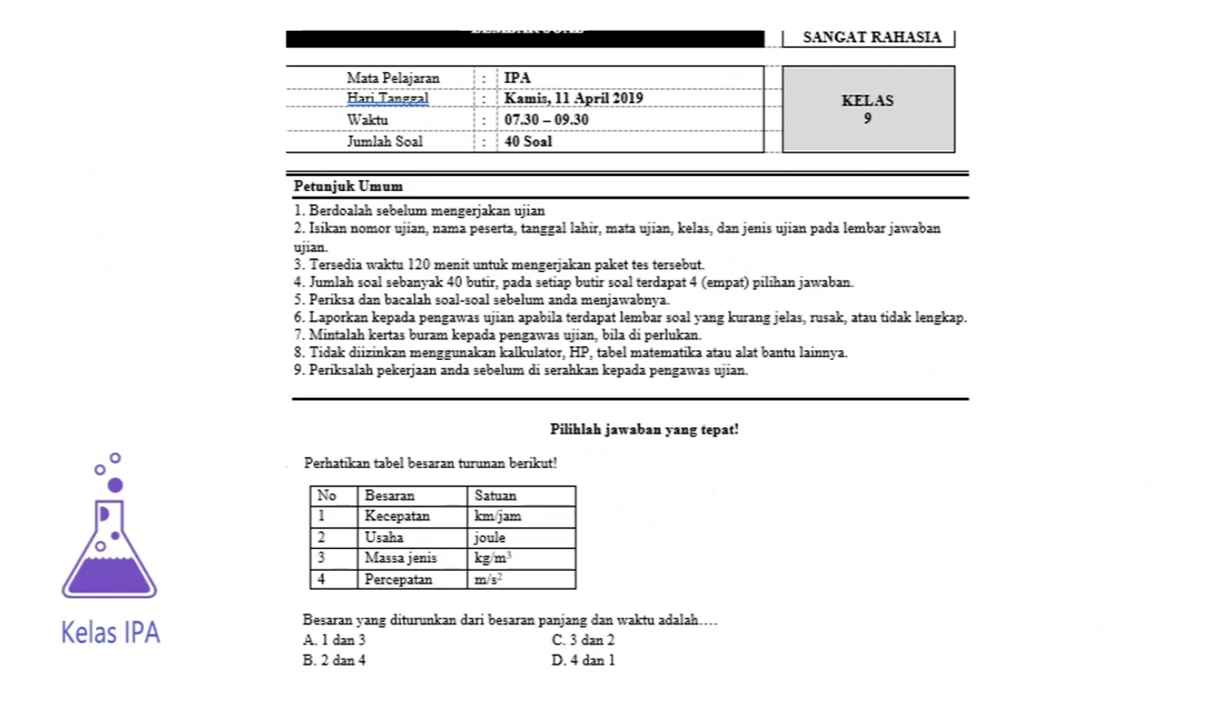 SANGAT RAHASIA
Mata Pelajaran : IPA
Hari Tanggal : Kamis, 11 April 2019
Waktu : 07.30 – 09.30
Jumlah Soal : 40 Soal
KELAS
9
Petunjuk Umum
1. Berdoalah sebelum mengerjakan ujian
2. Isikan nomor ujian, nama peserta, tanggal lahir, mata ujian, kelas, dan jenis ujian pada lembar jawaban
ujian.
3. Tersedia waktu 120 menit untuk mengerjakan paket tes tersebut.
4. Jumlah soal sebanyak 40 butir, pada setiap butir soal terdapat 4 (empat) pilihan jawaban.
5. Periksa dan bacalah soal-soal sebelum anda menjawabnya.
6. Laporkan kepada pengawas ujian apabila terdapat lembar soal yang kurang jelas, rusak, atau tidak lengkap.
7. Mintalah kertas buram kepada pengawas ujian, bila di perlukan.
8. Tidak diizinkan menggunakan kalkulator, HP, tabel matematika atau alat bantu lainnya.
9. Periksalah pekerjaan anda sebelum di serahkan kepada pengawas ujian.
Pilihlah jawaban yang tepat!
Perhatikan tabel besaran turunan berikut!
No Besaran Satuan
1 Kecepatan km/jam
2 Usaha joule
3 Massa jenis kg/m³
4 Percepatan m/s²
Besaran yang diturunkan dari besaran panjang dan waktu adalah....
A. 1 dan 3 C. 3 dan 2
B. 2 dan 4 D. 4 dan 1
Kelas IPA